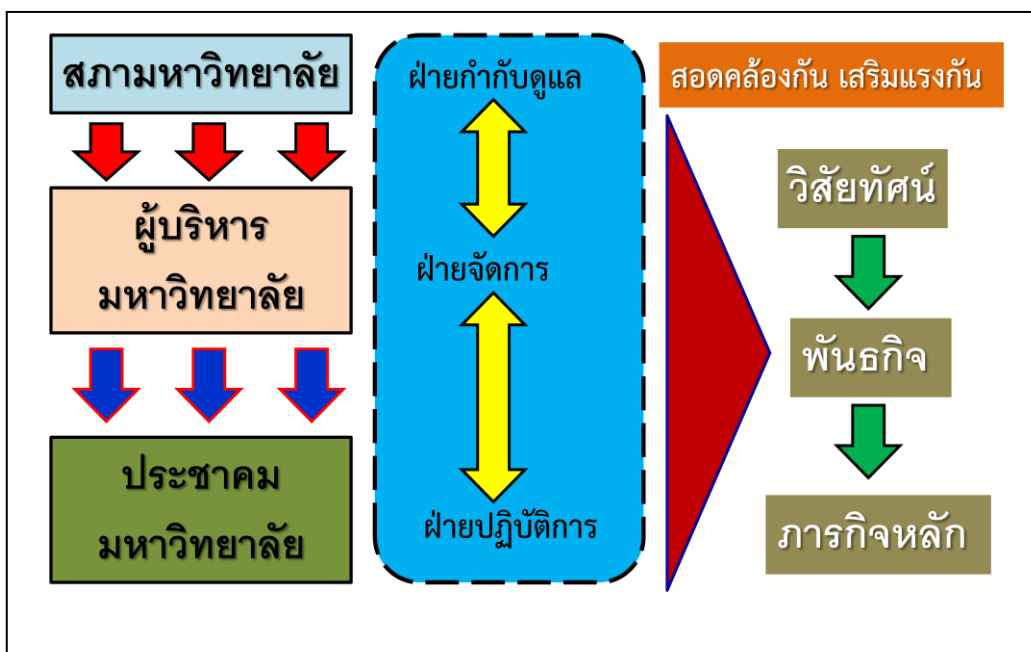 สภามหาวิทยาลัย
ผู้บริหาร
มหาวิทยาลัย
ประชาคม
มหาวิทยาลัย
ฝ่ายกำกับดูแล
ฝ่ายจัดการ
ฝ่ายปฏิบัติการ
สอดคล้องกัน เสริมแรงกัน
วิสัยทัศน์
พันธกิจ
ภารกิจหลัก